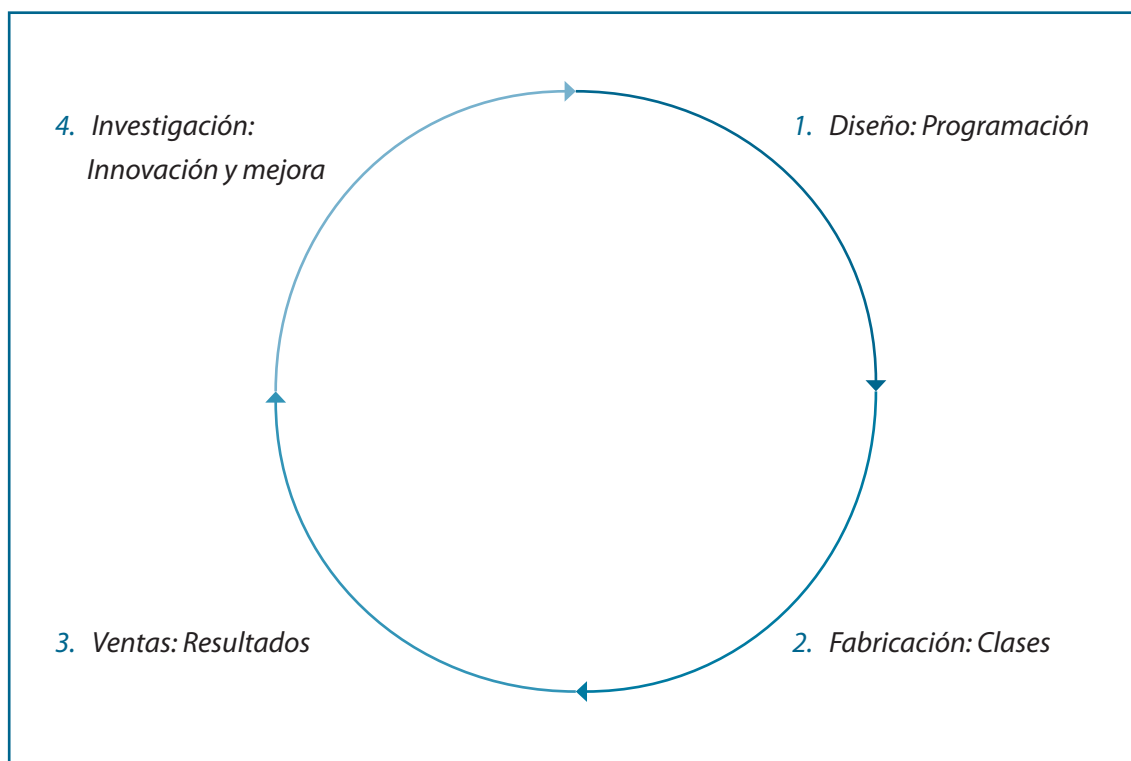 4. Investigación:
Innovación y mejora
1. Diseño: Programación
3. Ventas: Resultados
2. Fabricación: Clases